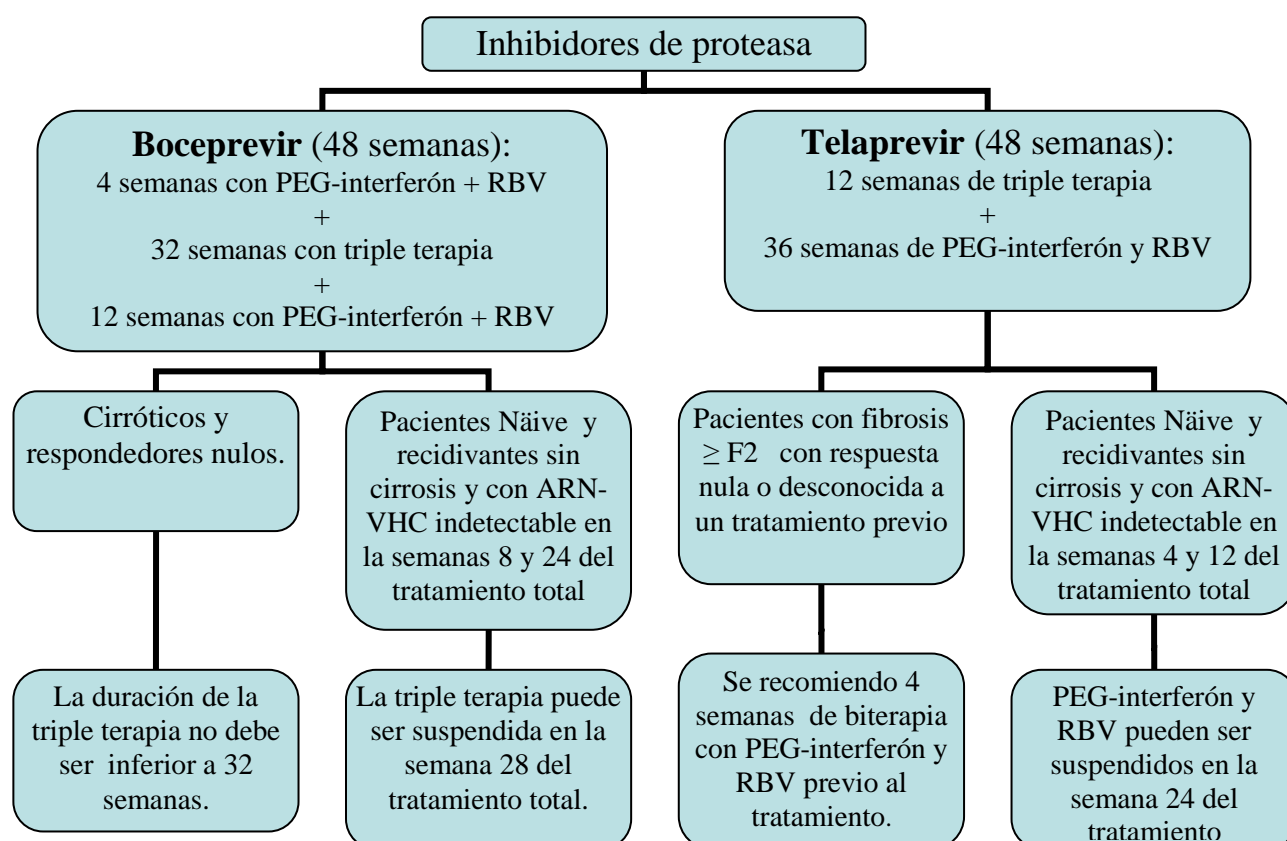 Inhibidores de proteasa
Boceprevir (48 semanas):
4 semanas con PEG-interferón + RBV
+
32 semanas con triple terapia
+
12 semanas con PEG-interferón + RBV
Telaprevir (48 semanas):
12 semanas de triple terapia
+
36 semanas de PEG-interferón y RBV
Cirróticos y
respondedores nulos.
Pacientes Näive y
recidivantes sin
cirrosis y con ARN-
VHC indetectable en
la semanas 8 y 24 del
tratamiento total
Pacientes con fibrosis
≥ F2 con respuesta
nula o desconocida a
un tratamiento previo
Pacientes Näive y
recidivantes sin
cirrosis y con ARN-
VHC indetectable en
la semanas 4 y 12 del
tratamiento total
La duración de la
triple terapia no debe
ser inferior a 32
semanas.
La triple terapia puede
ser suspendida en la
semana 28 del
tratamiento total.
Se recomiendo 4
semanas de biterapia
con PEG-interferón y
RBV previo al
tratamiento.
PEG-interferón y
RBV pueden ser
suspendidos en la
semana 24 del
tratamiento